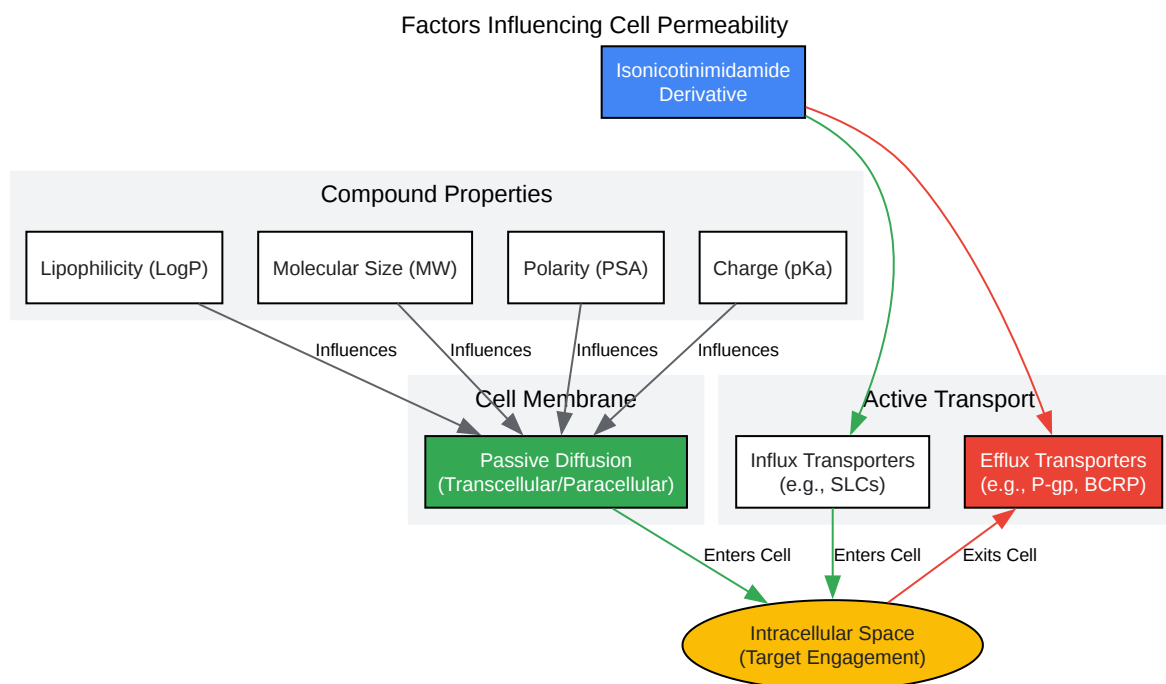 Factors Influencing Cell Permeability
Isonicotinimidamide
Derivative
Compound Properties
Lipophilicity (LogP)
Molecular Size (MW)
Polarity (PSA)
Charge (pKa)
Influences
Influences
Influences
Influences
Cell Membrane
Active Transport
Passive Diffusion
(Transcellular/Paracellular)
Influx Transporters
(e.g., SLCs)
Efflux Transporters
(e.g., P-gp, BCRP)
Enters Cell
Enters Cell
Exits Cell
Intracellular Space
(Target Engagement)